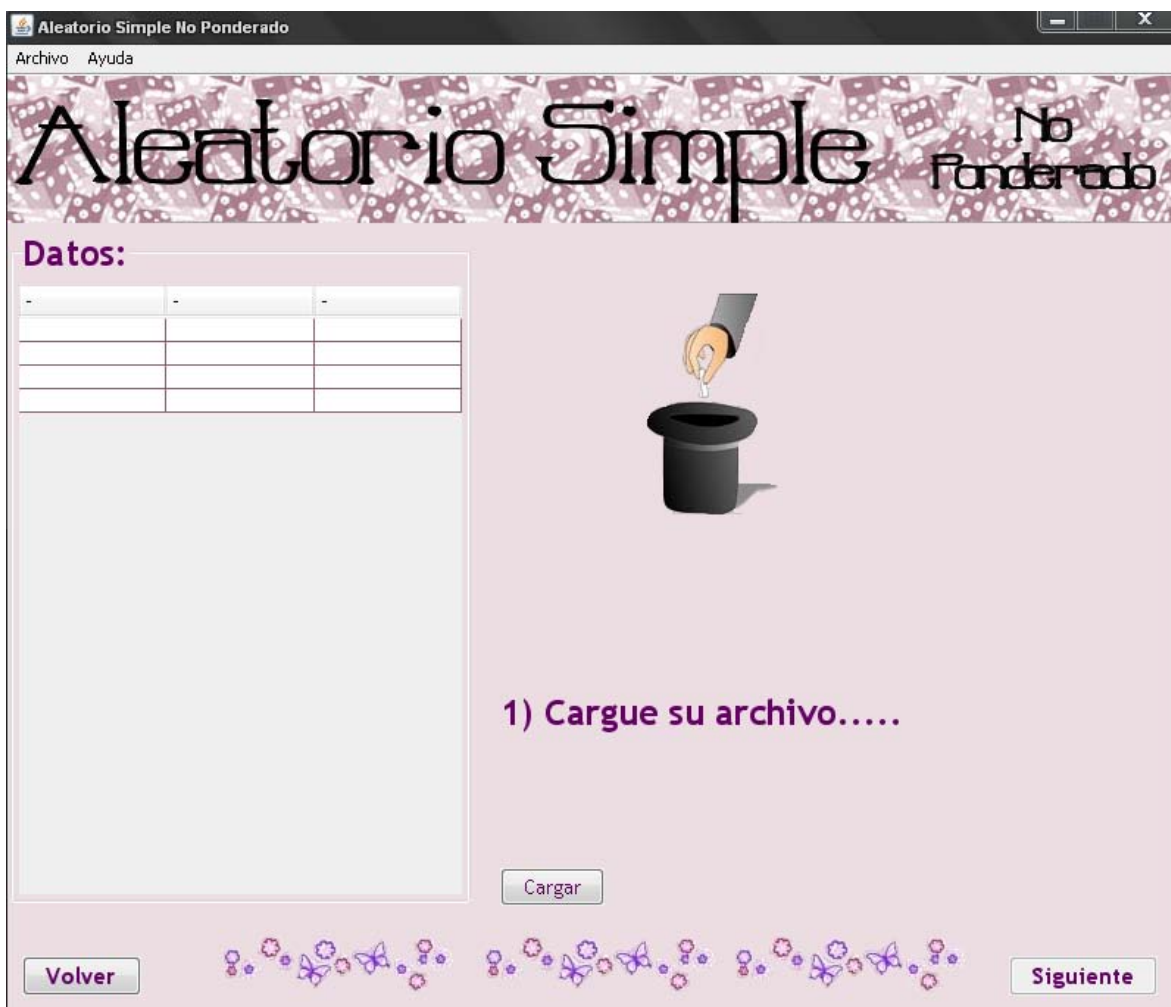 Aleatorio Simple No Ponderado
X
Archivo Ayuda
Aleatorio Simple No Ponderado
Datos:
- - -
1) Cargue su archivo.....
Cargar
Volver
Siguiente